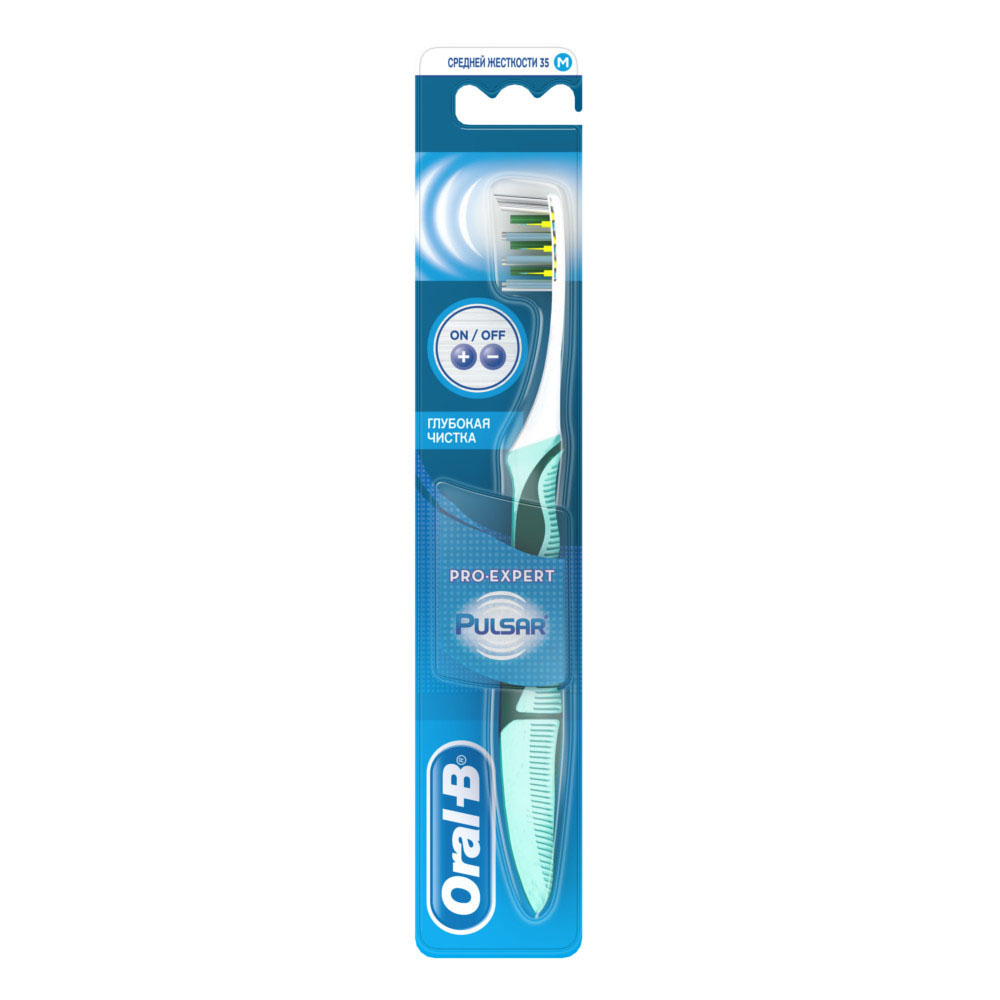 СРЕДНЕЙ ЖЕСТКОСТИ 35 M
ON / OFF
+ −
ГЛУБОКАЯ
ЧИСТКА
PRO-EXPERT
PULSAR
Oral-B®